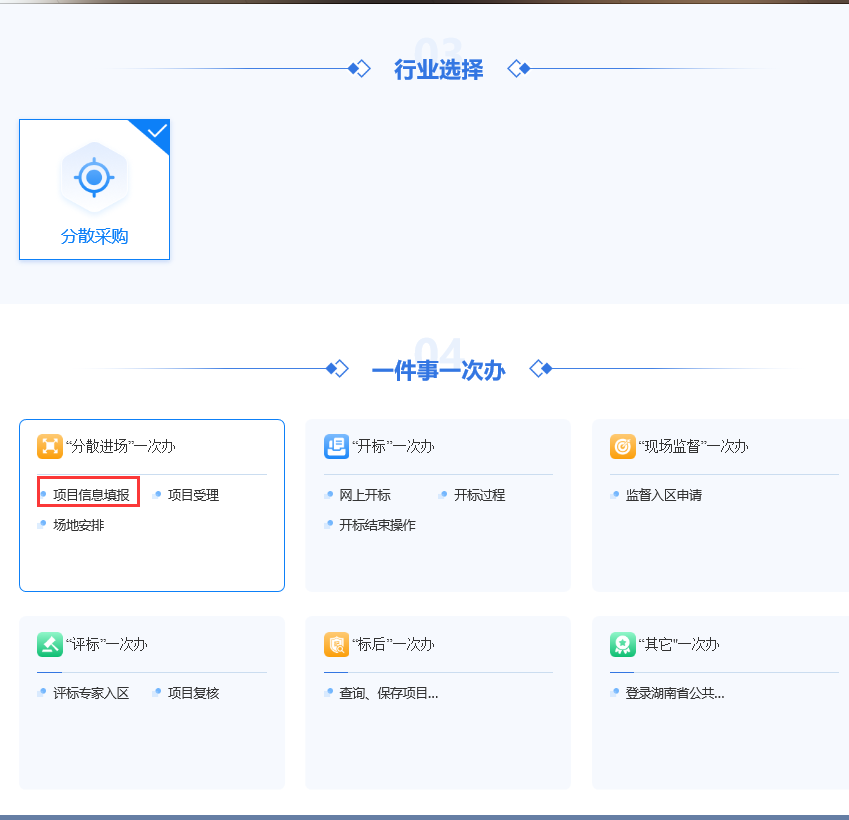 03
行业选择
分散采购
04
一件事一次办
“分散进场”一次办
项目信息填报 项目受理
场地安排
“开标”一次办
网上开标 开标过程
开标结束操作
“现场监督”一次办
监督入区申请
“评标”一次办
评标专家入区 项目复核
“标后”一次办
查询、保存项目...
“其它”一次办
登录湖南省公共...